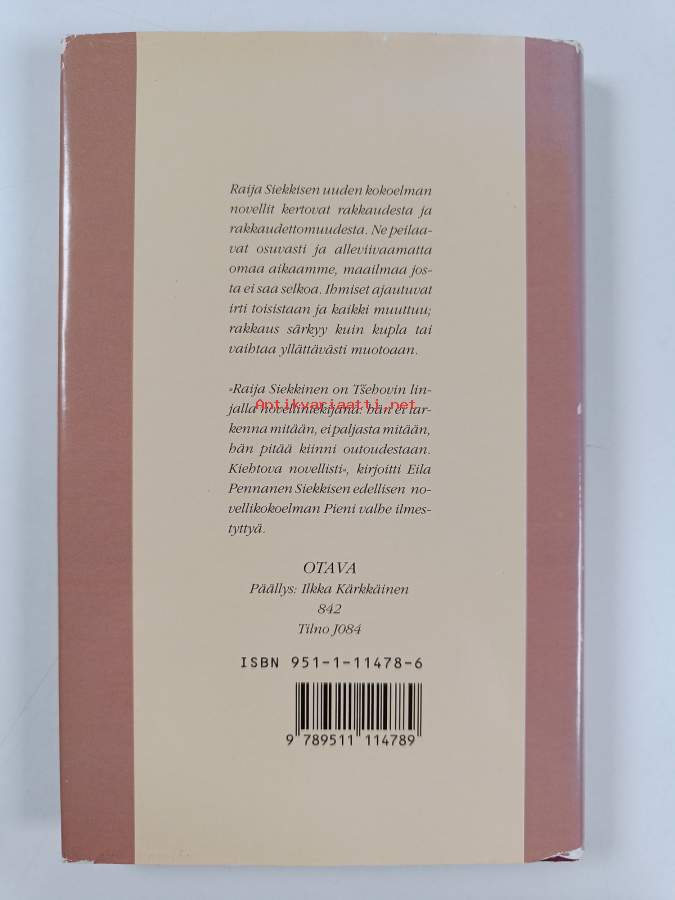 Raija Siekkisen uuden kokoelman
novellit kertovat rakkaudesta ja
rakkaudettomuudesta. Ne peilaa-
vat osuvasti ja alleviivaamatta
omaa aikaamme, maailmaa jos-
ta ei saa selkoa. Ihmiset ajautuvat
irti toisistaan ja kaikki muuttuu;
rakkaus särkyy kuin kupla tai
vaihtaa yllättävästi muotoaan.
»Raija Siekkinen on Tšehovin lin-
Antikvariaatti.net
jalla novellintekijänä: hän ei tar-
kenna mitään, ei paljasta mitään,
hän pitää kiinni outoudestaan.
Kiehtova novellisti», kirjoitti Eila
Pennanen Siekkisen edellisen no-
vellikokoelman Pieni valhe ilmes-
tyttyä.
OTAVA
Päällys: Ilkka Kärkkäinen
842
Tilno J084
ISBN 951-1-11478-6
9 789511 114789